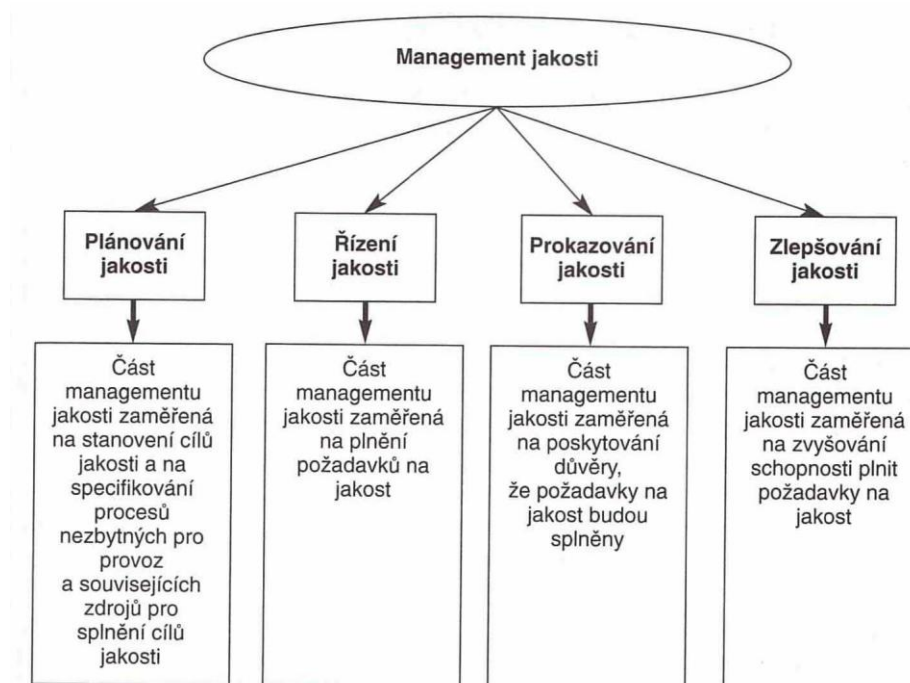 Management jakosti
Plánování
jakosti
Řízení
jakosti
Prokazování
jakosti
Zlepšování
jakosti
Část
managementu
jakosti zaměřená
na stanovení cílů
jakosti a na
specifikování
procesů
nezbytných pro
provoz
a souvisejících
zdrojů pro
splnění cílů
jakosti
Část
managementu
jakosti zaměřená
na plnění
požadavků na
jakost
Část
managementu
jakosti zaměřená
na poskytování
důvěry,
že požadavky na
jakost budou
splněny
Část
managementu
jakosti zaměřená
na zvyšování
schopnosti plnit
požadavky na
jakost